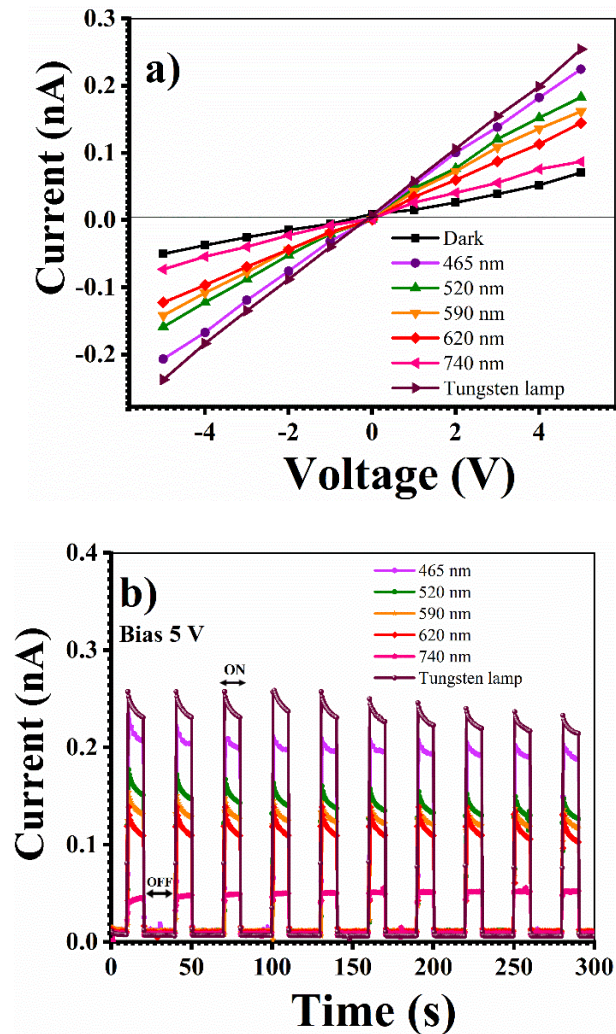 a)
0.3
0.2
0.1
0.0
-0.1
-0.2
Current (nA)
Dark
465 nm
520 nm
590 nm
620 nm
740 nm
Tungsten lamp
-4 -2 0 2 4
Voltage (V)
b)
Bias 5 V
0.4
0.3
0.2
0.1
0.0
Current (nA)
465 nm
520 nm
590 nm
620 nm
740 nm
Tungsten lamp
ON
OFF
0 50 100 150 200 250 300
Time (s)